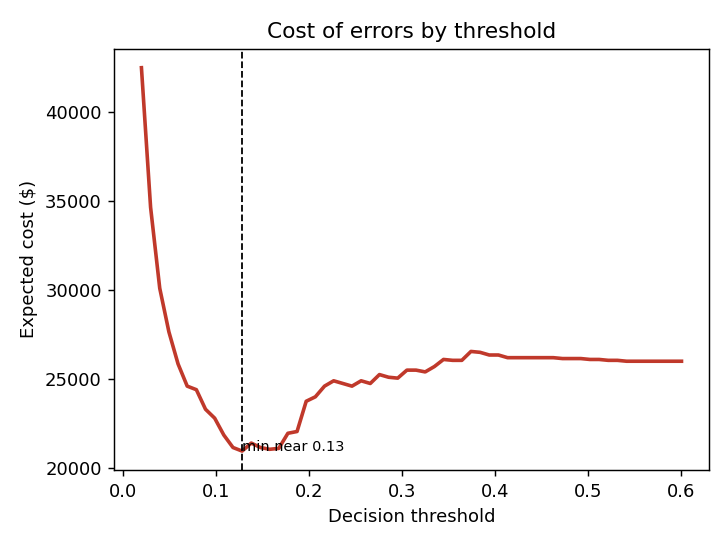 Cost of errors by threshold
Expected cost ($)
40000
35000
30000
25000
20000
min near 0.13
0.0 0.1 0.2 0.3 0.4 0.5 0.6
Decision threshold